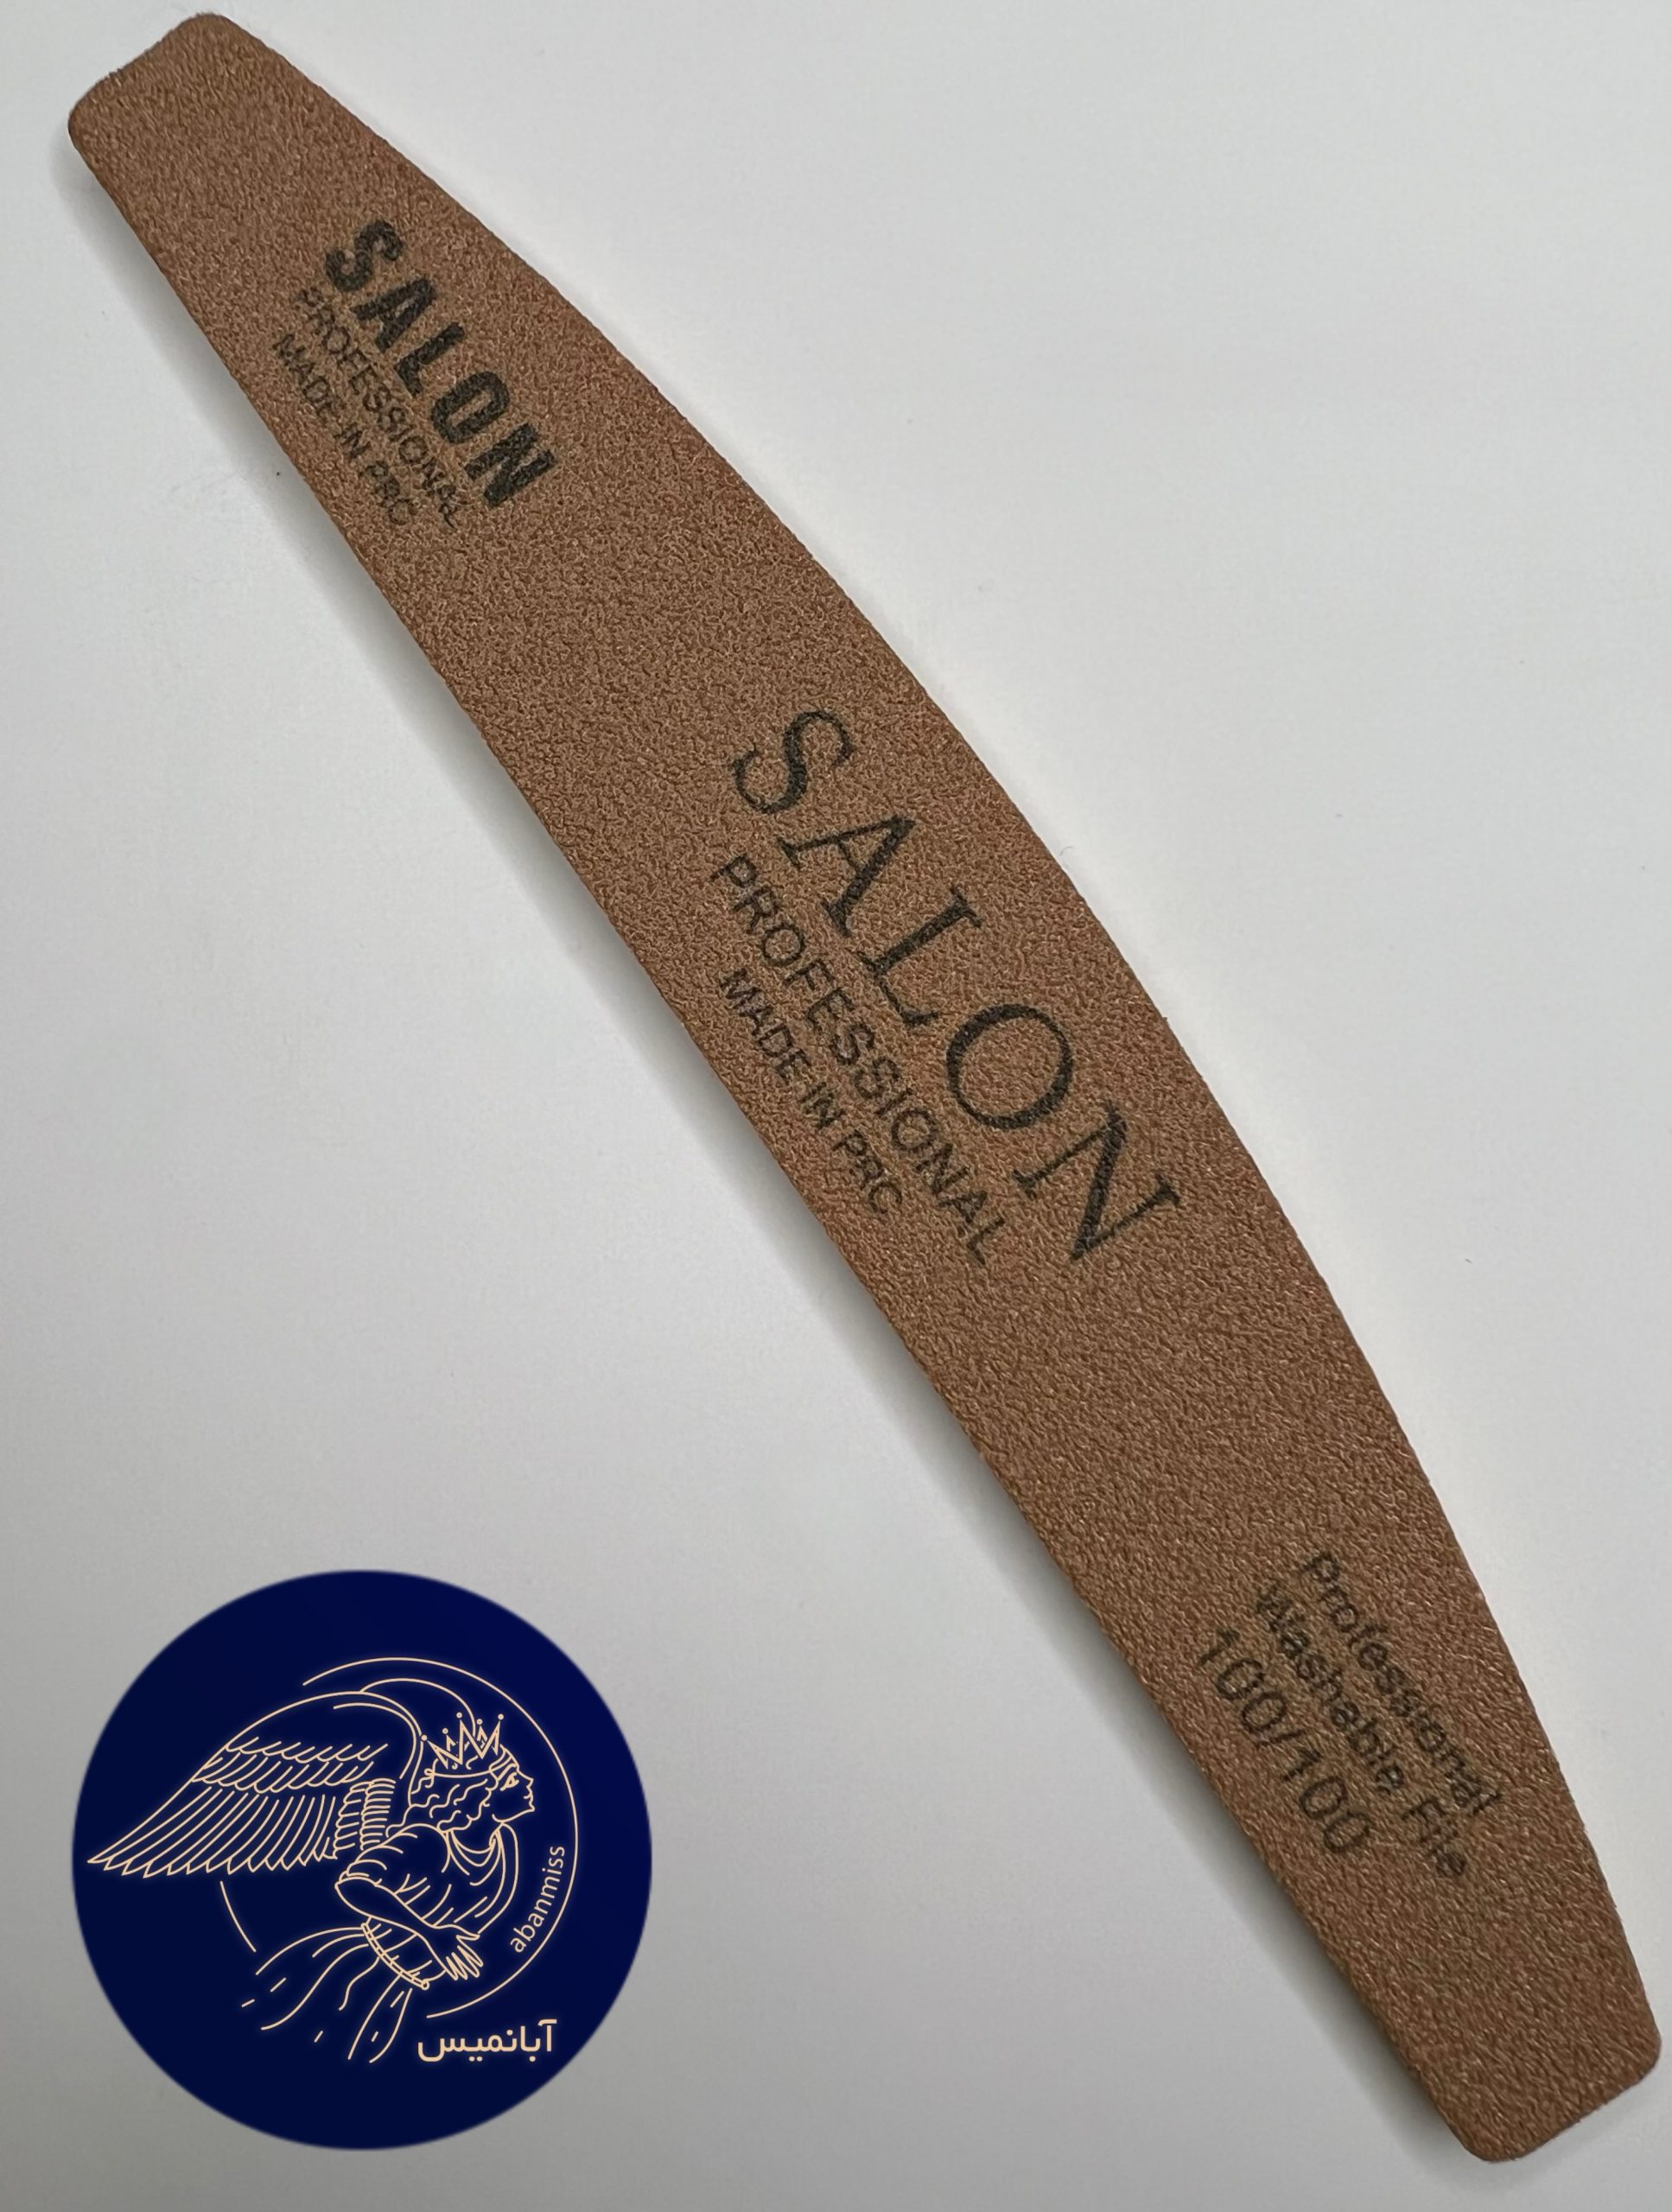 SALON
PROFESSIONAL
MADE IN PRC
SALON
PROFESSIONAL
MADE IN PRC
Professional
Washable File
100/100
abanmiss
آبانمیس